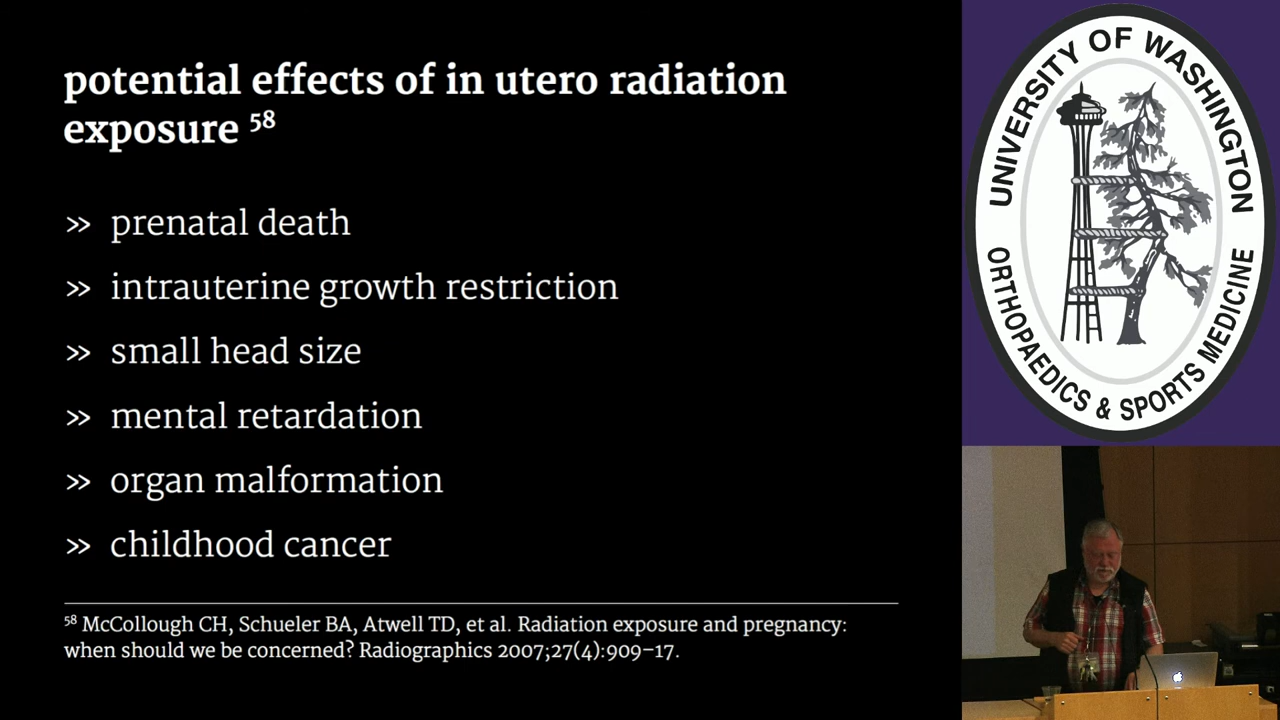 potential effects of in utero radiation
exposure ⁵⁸
» prenatal death
» intrauterine growth restriction
» small head size
» mental retardation
» organ malformation
» childhood cancer
⁵⁸ McCollough CH, Schueler BA, Atwell TD, et al. Radiation exposure and pregnancy:
when should we be concerned? Radiographics 2007;27(4):909–17.
UNIVERSITY OF WASHINGTON
ORTHOPAEDICS & SPORTS MEDICINE